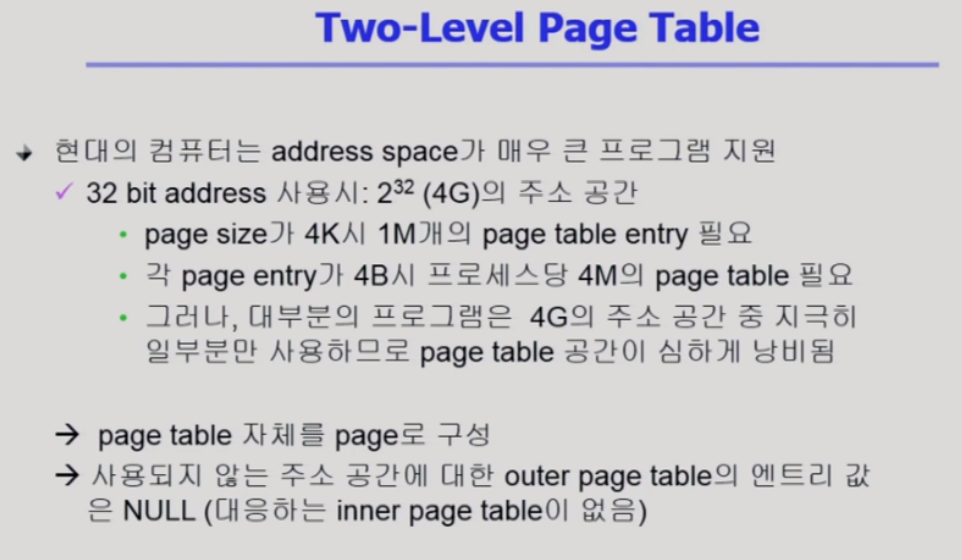 Two-Level Page Table
현대의 컴퓨터는 address space가 매우 큰 프로그램 지원
✓ 32 bit address 사용시: 2³² (4G)의 주소 공간
• page size가 4K시 1M개의 page table entry 필요
• 각 page entry가 4B시 프로세스당 4M의 page table 필요
• 그러나, 대부분의 프로그램은 4G의 주소 공간 중 지극히
일부분만 사용하므로 page table 공간이 심하게 낭비됨
→ page table 자체를 page로 구성
→ 사용되지 않는 주소 공간에 대한 outer page table의 엔트리 값
은 NULL (대응하는 inner page table이 없음)